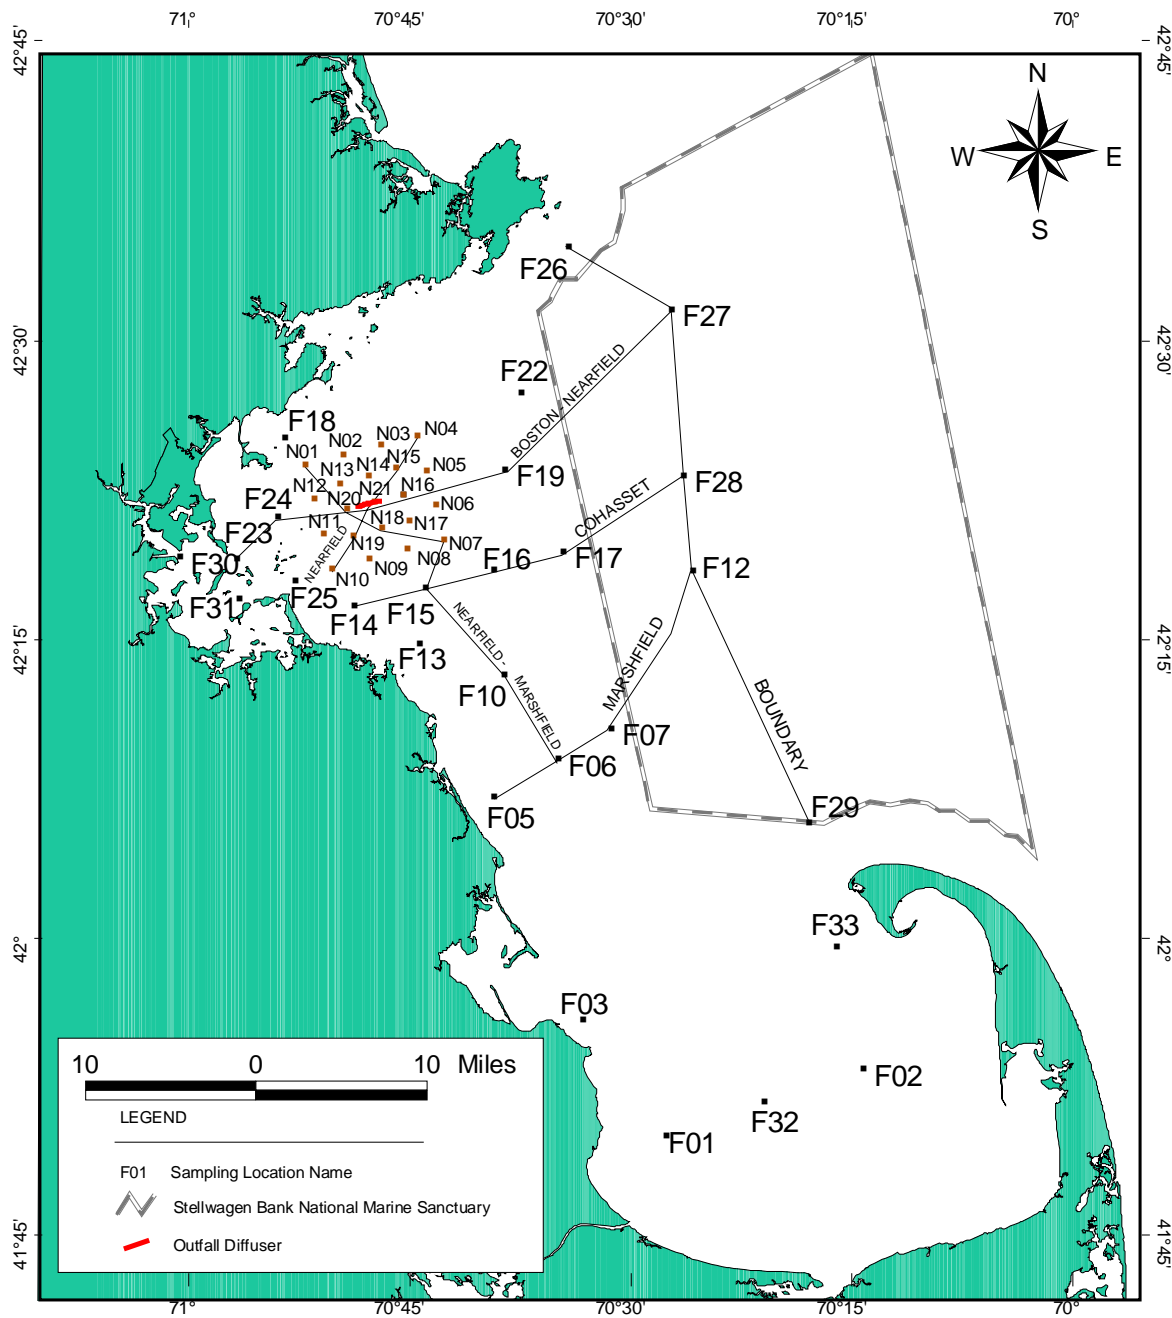 71° 70°45' 70°30' 70°15' 70°
42°45' 42°45'
N
W E
S
F26
F27
42°30' 42°30'
F22
BOSTON-NEARFIELD
F18
N03 N04
N02
N01 N15
N05
N13 N14
F19
F28
N12 N21 N16
COHASSET
F24 N20 N06
F23 N11 N18 N17
NEARFIELD
N19 N07
F30 F16 F17
N09 N08
F12
N10
F31 F25
F14 F15
NEARFIELD - MARSHFIELD
MARSHFIELD
42°15' 42°15'
F13
F10
BOUNDARY
F07
F06
F05
F29
F33
42° 42°
F03
10 0 10 Miles
F02
LEGEND
F32
F01
F01 Sampling Location Name
Stellwagen Bank National Marine Sanctuary
Outfall Diffuser
41°45' 41°45'
71° 70°45' 70°30' 70°15' 70°